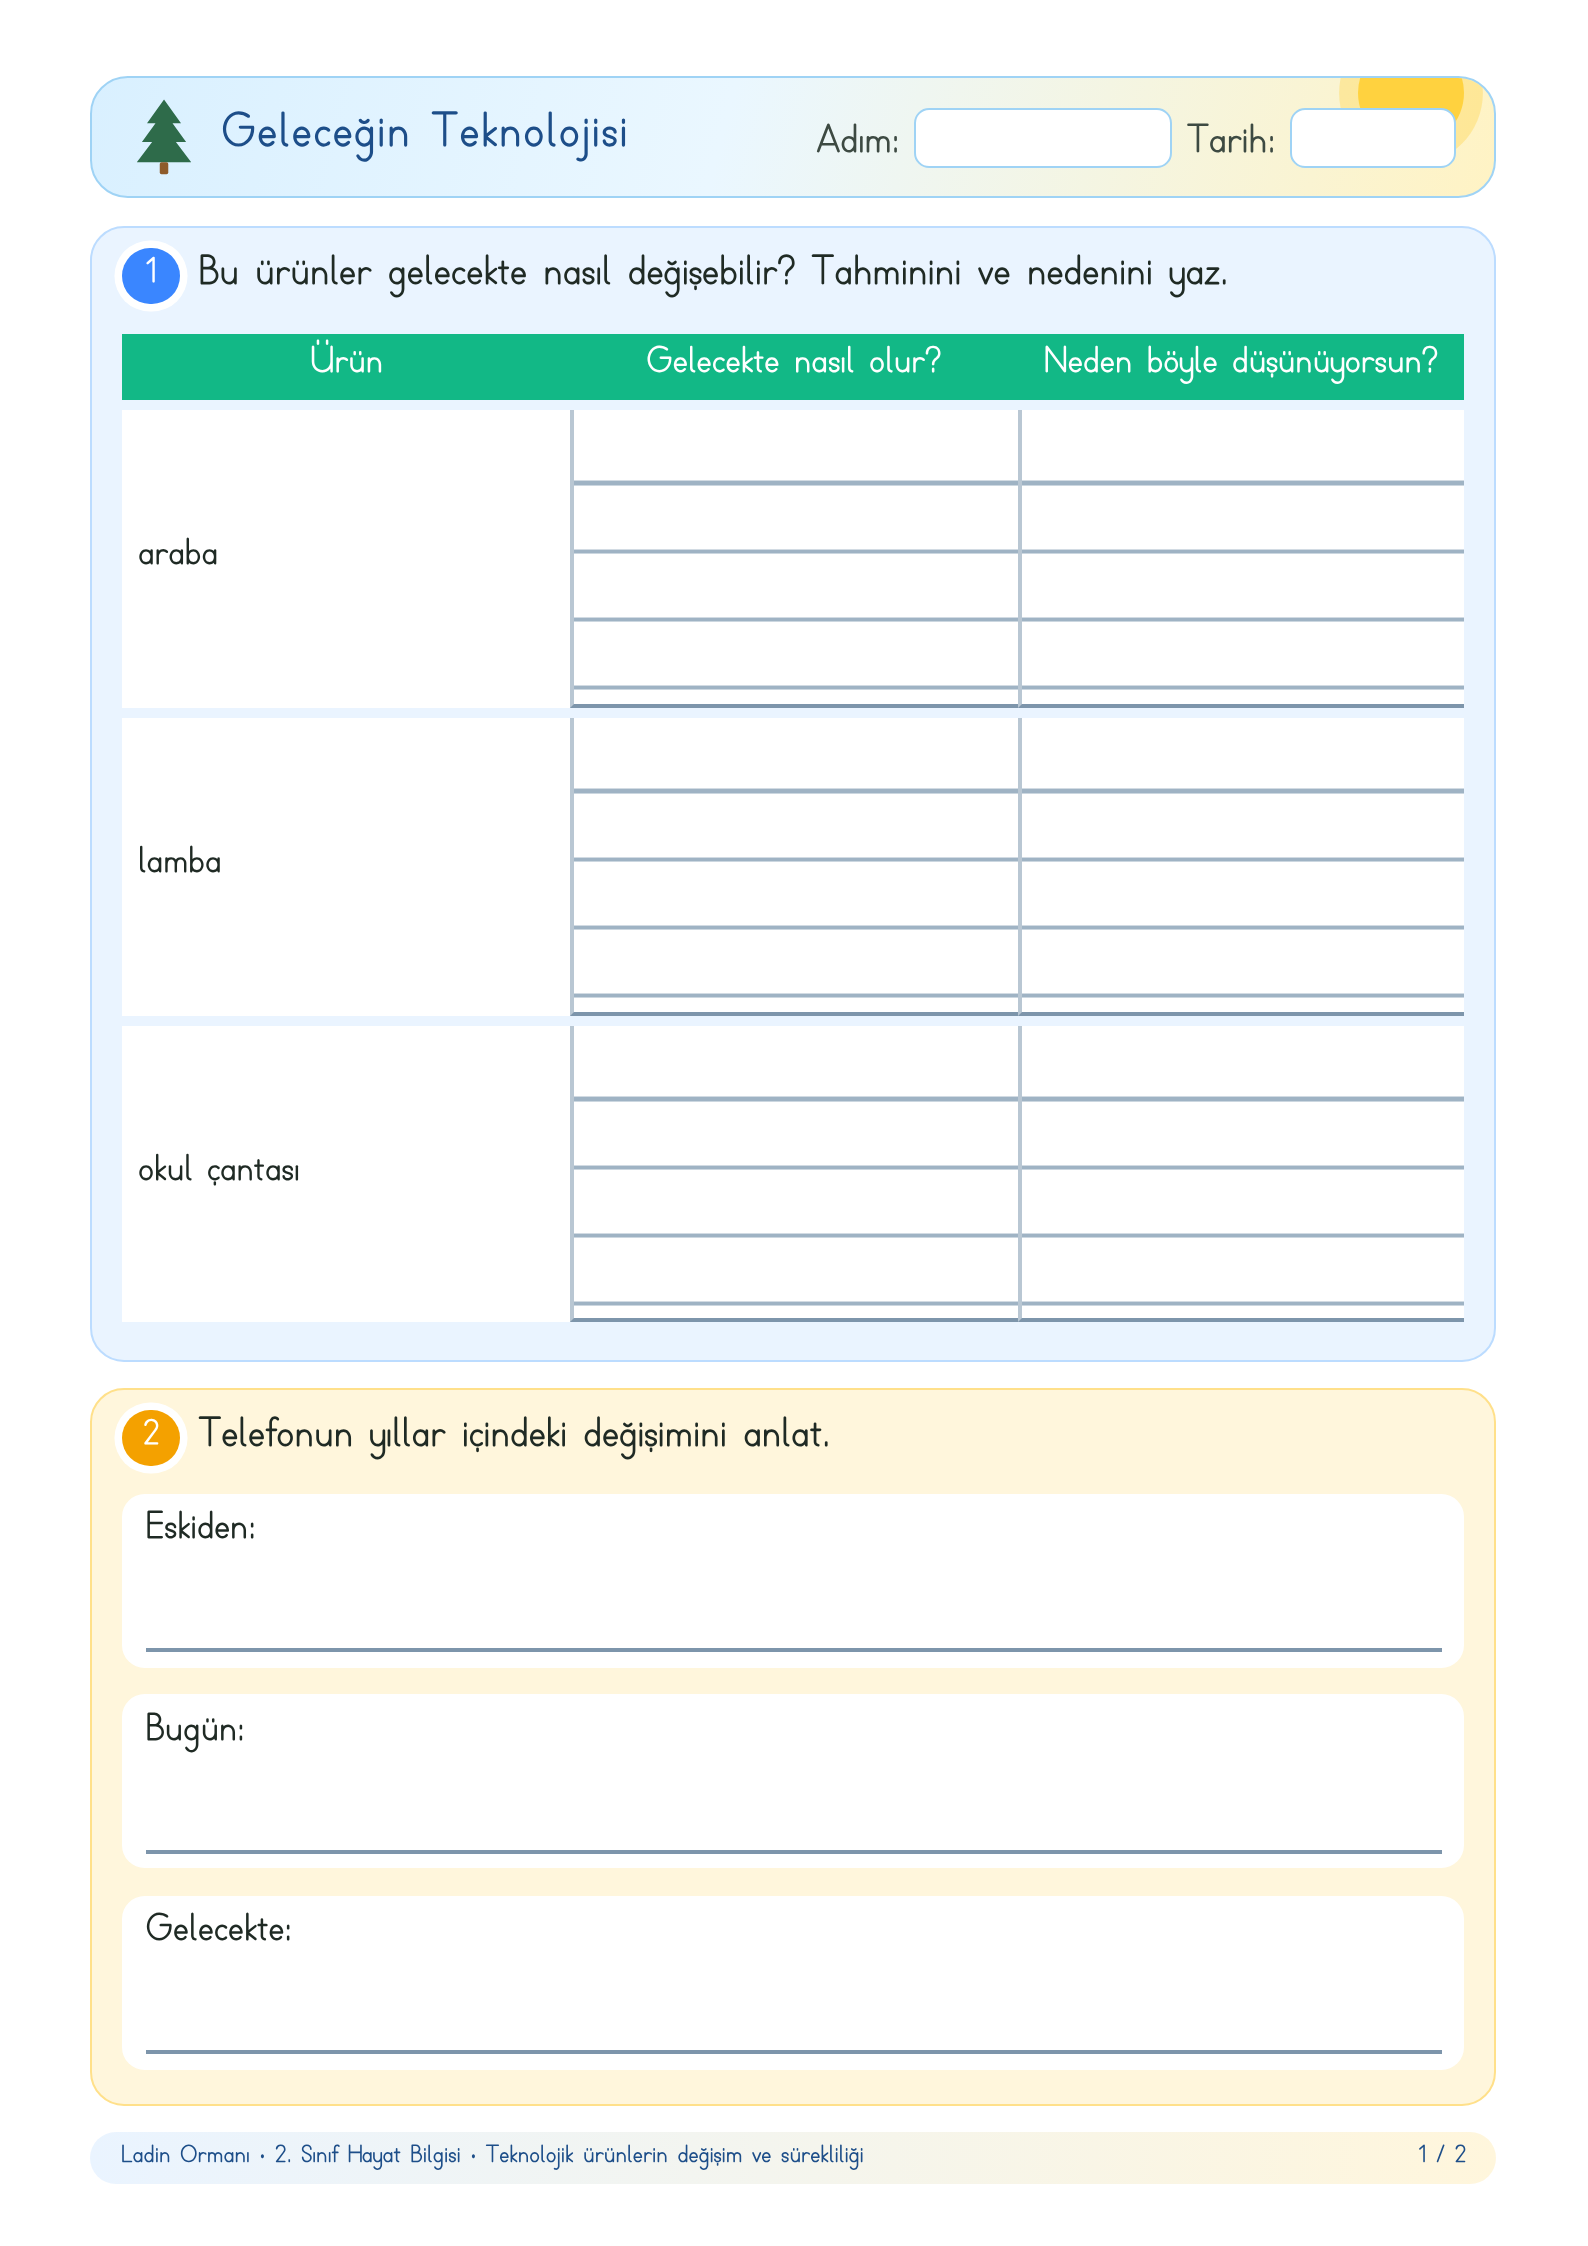 Geleceğin Teknolojisi
Adım:
Tarih:
1
Bu ürünler gelecekte nasıl değişebilir? Tahminini ve nedenini yaz.
Ürün
Gelecekte nasıl olur?
Neden böyle düşünüyorsun?
araba
lamba
okul çantası
2
Telefonun yıllar içindeki değişimini anlat.
Eskiden:
Bugün:
Gelecekte:
Ladin Ormanı • 2. Sınıf Hayat Bilgisi • Teknolojik ürünlerin değişim ve sürekliliği
1 / 2